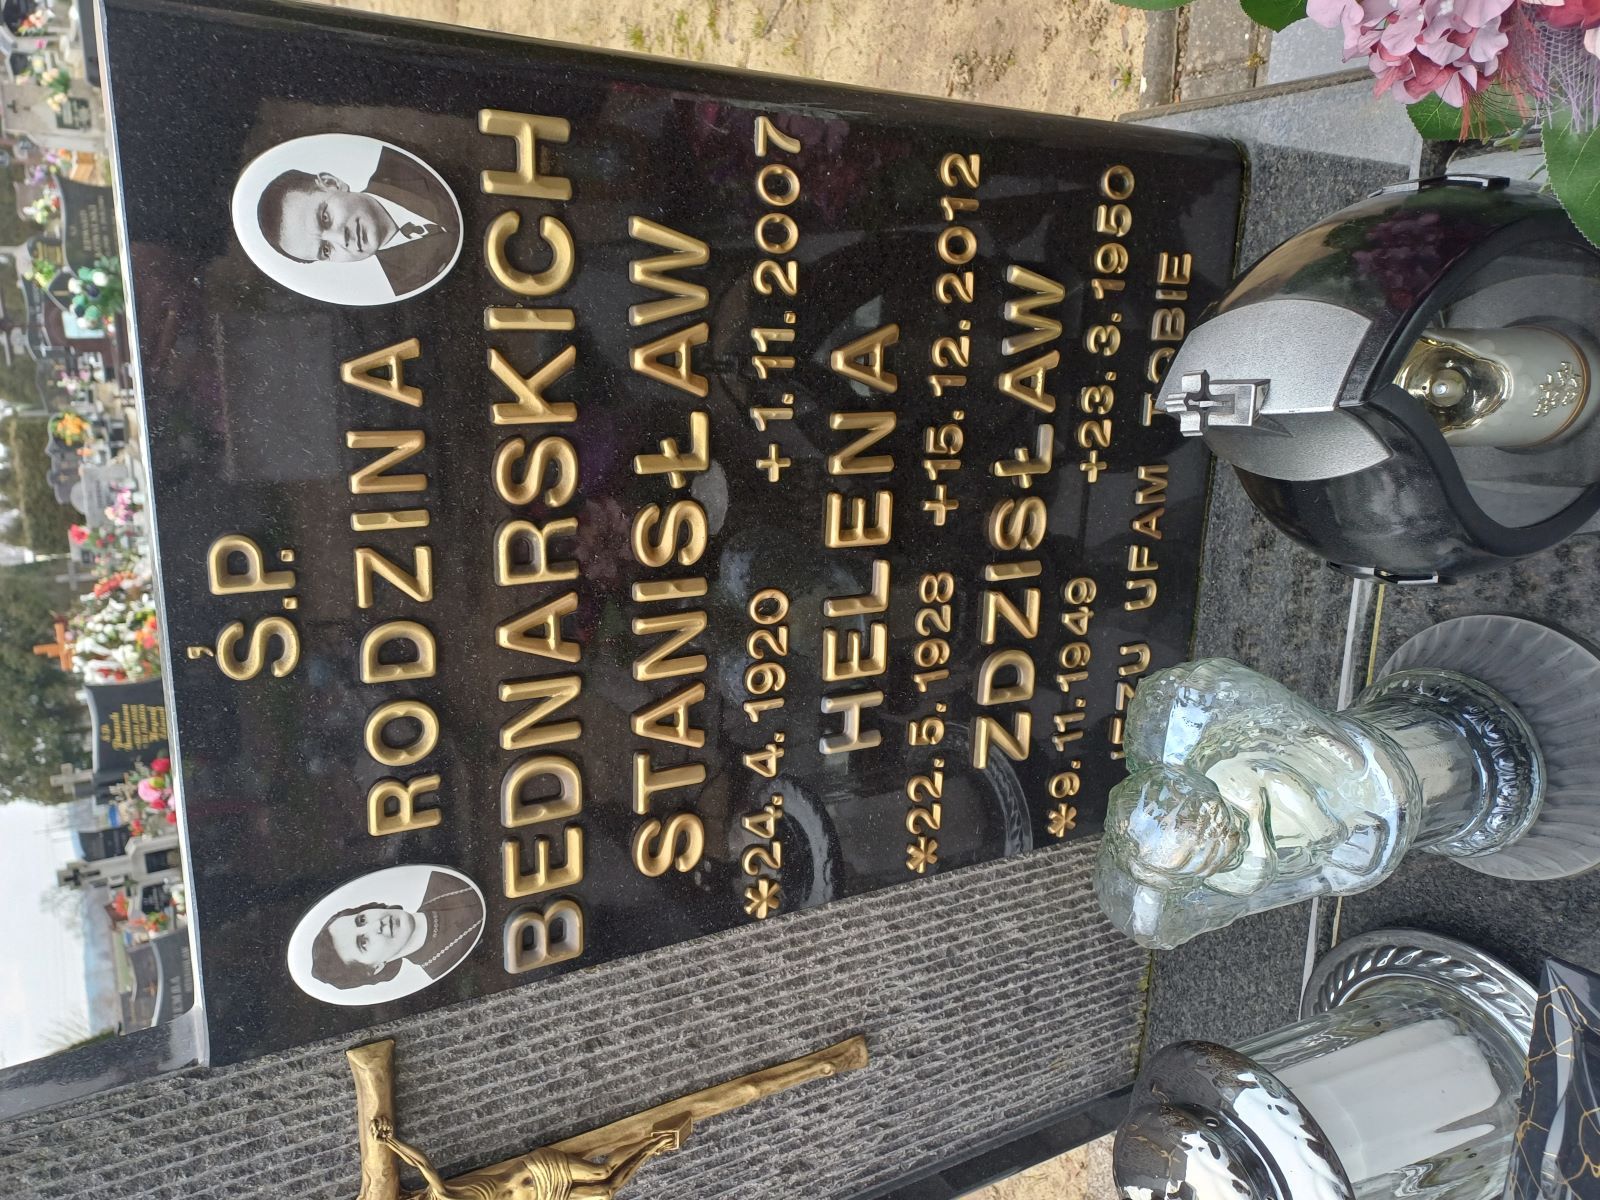 Ś.P.
RODZINA
BEDNARSKICH
STANISŁAW
*24.4.1920 +1.11.2007
HELENA
*22.5.1928 +15.12.2012
ZDZISŁAW
*9.11.1949 +23.3.1950
JEZU UFAM TOBIE